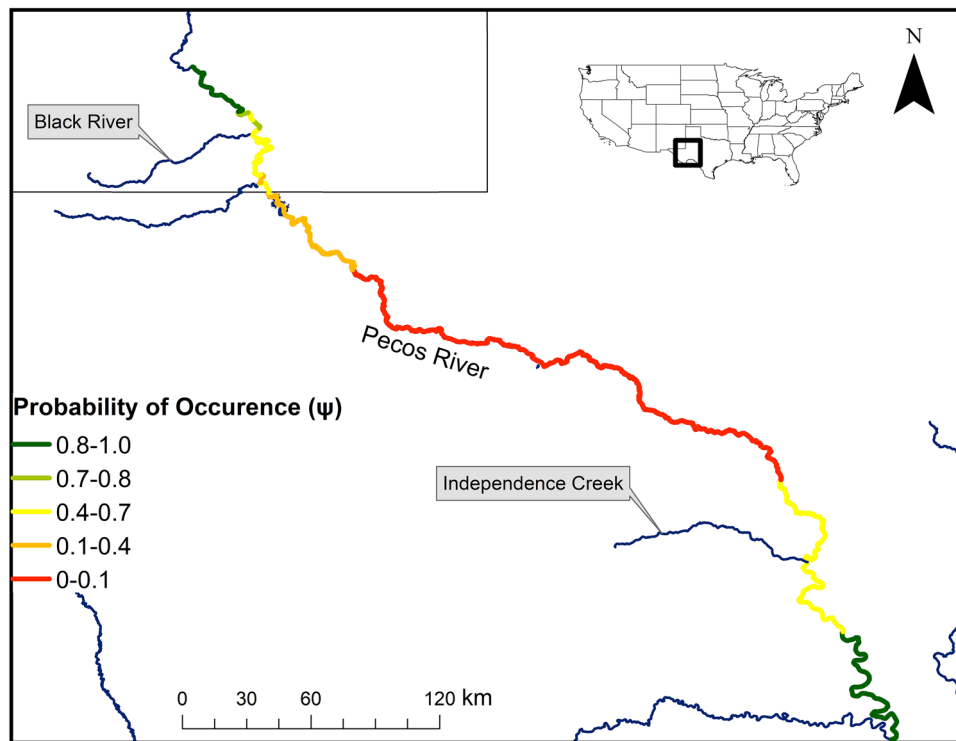 N
Black River
Pecos River
Probability of Occurence (ψ)
0.8-1.0
0.7-0.8
0.4-0.7
0.1-0.4
0-0.1
Independence Creek
0 30 60 120 km